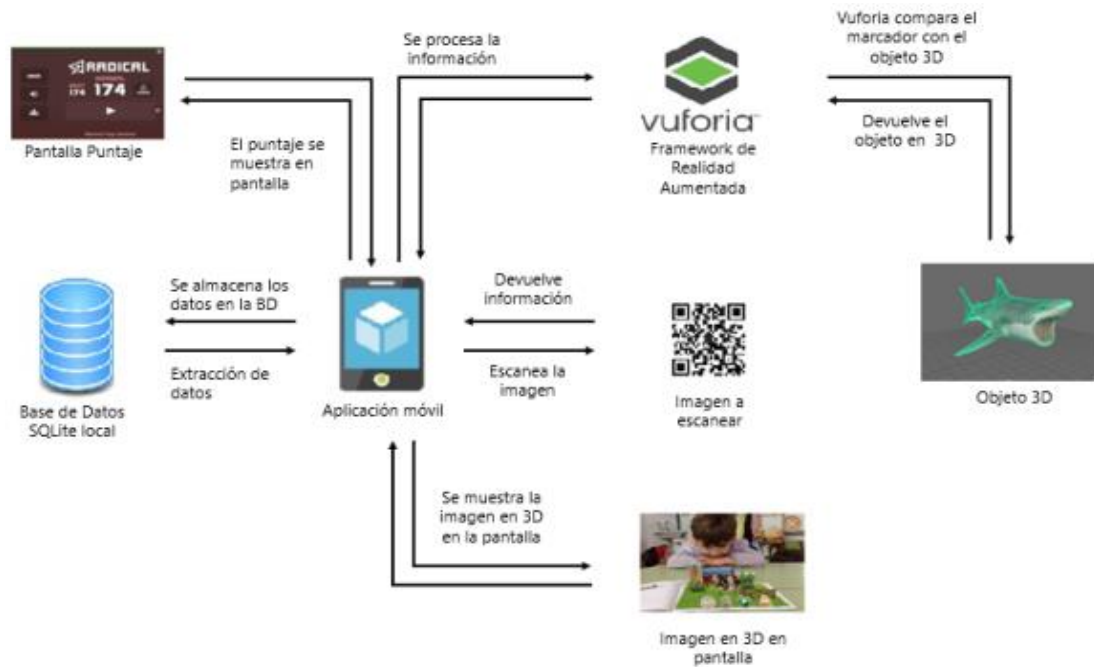 Se procesa la
información
Vuforia compara el
marcador con el
objeto 3D
RADICAL
174
174
Pantalla Puntaje
El puntaje se
muestra en
pantalla
vuforia™
Framework de
Realidad
Aumentada
Devuelve el
objeto en 3D
Se almacena los
datos en la BD
Extracción de
datos
Base de Datos
SQLite local
Aplicación móvil
Devuelve
información
Escanea la
imagen
Imagen a
escanear
Objeto 3D
Se muestra la
imagen en 3D
en la pantalla
Imagen en 3D en
pantalla